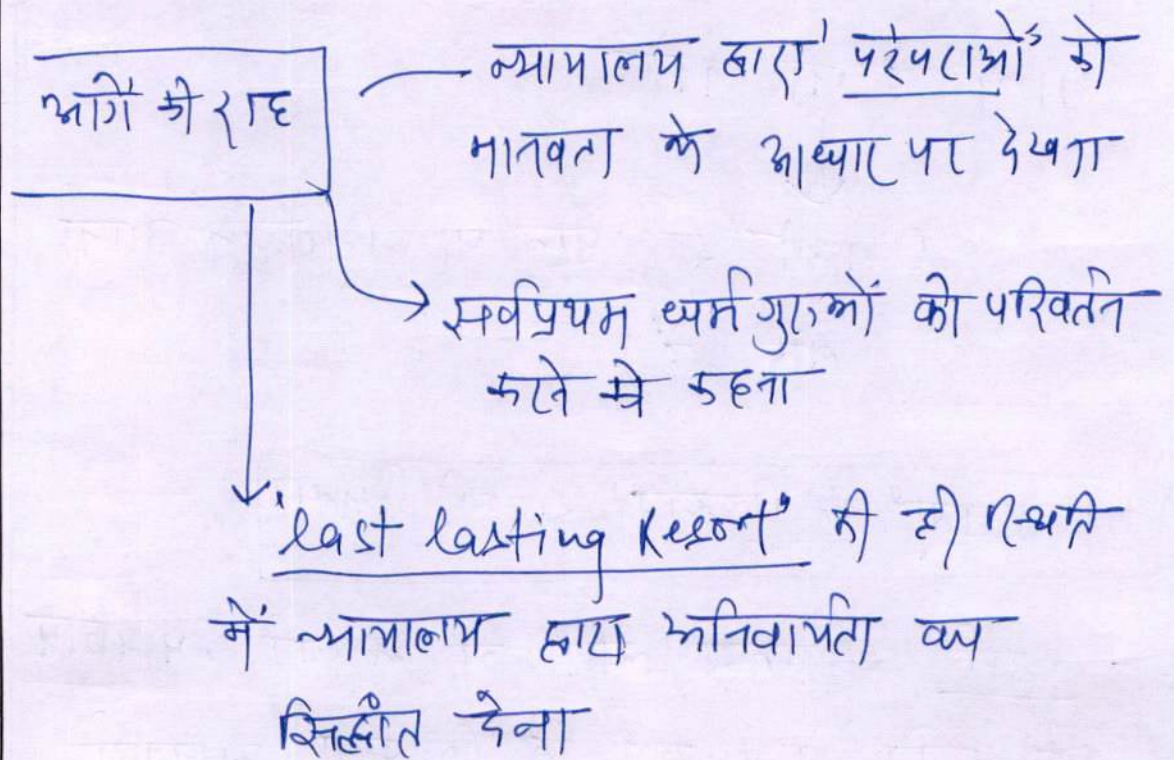 आगे की राह
न्यायालय द्वारा 'परंपराओं' को
मानवता के आधार पर देखना
सर्वप्रथम धर्मगुरुओं को परिवर्तन
करने को कहना
'last lasting Resort' की ही स्थिति
में न्यायालय द्वारा अनिवार्यता का
सिद्धांत देना